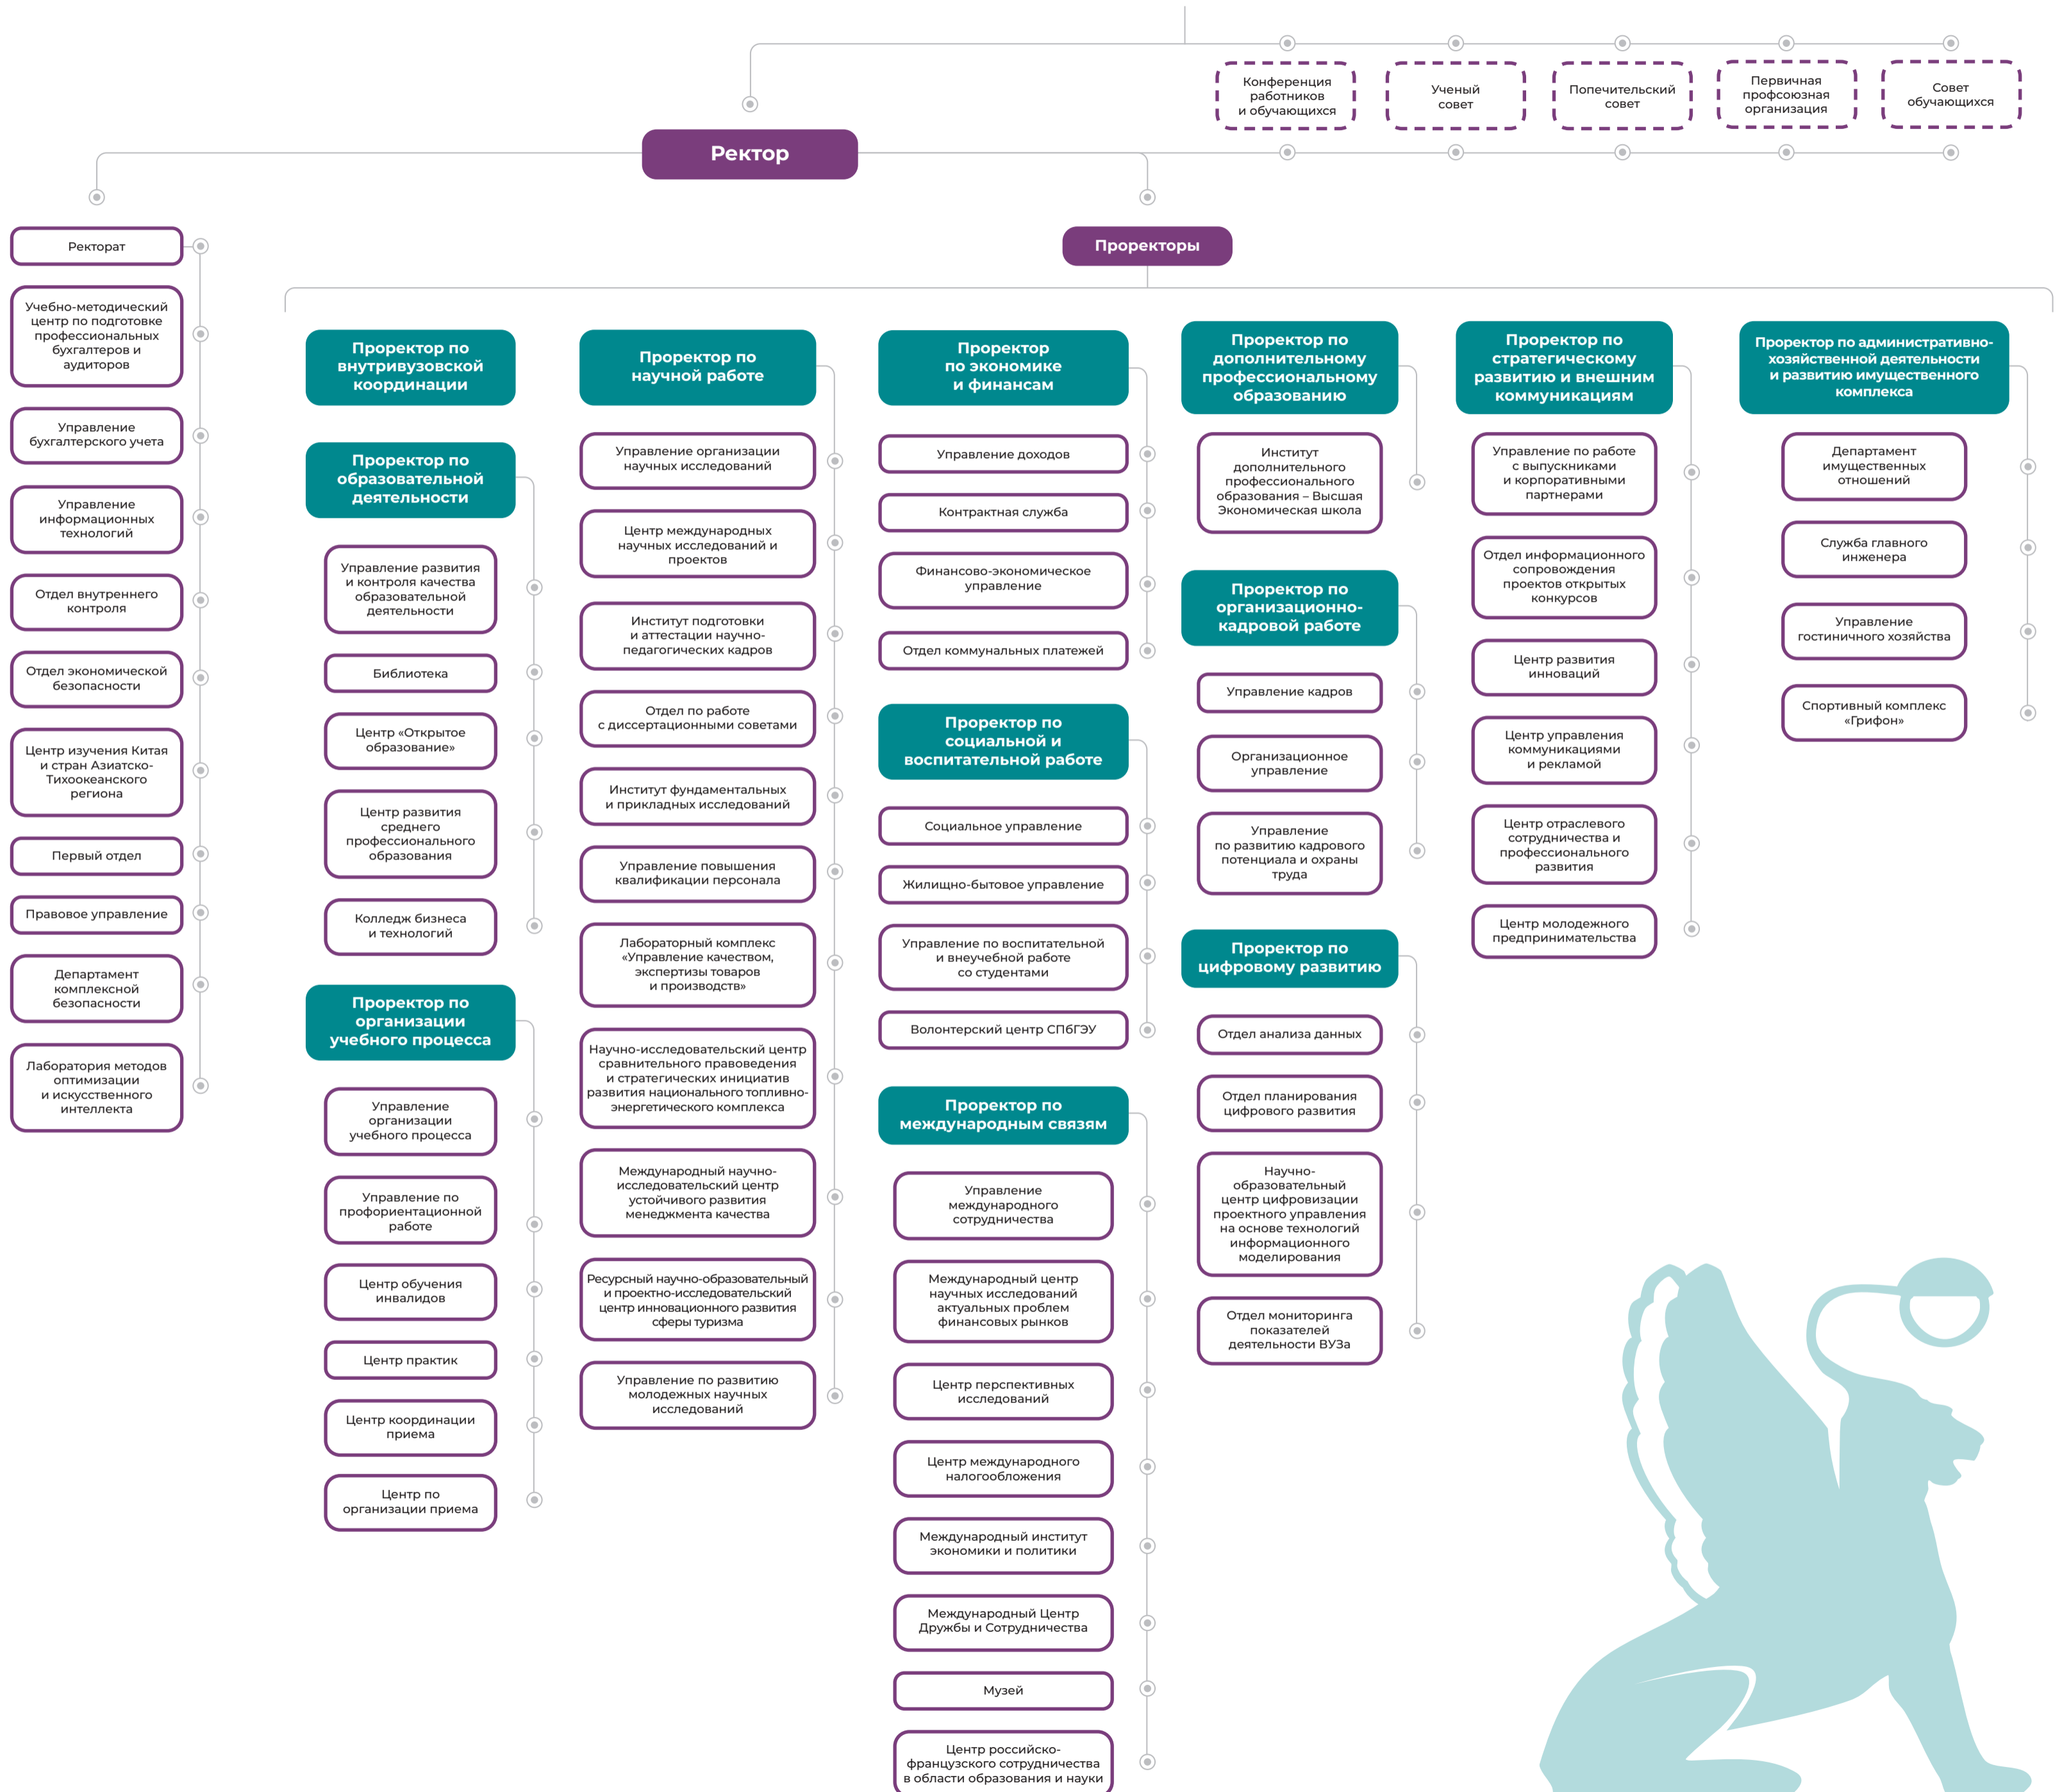 Конференция
работников
и обучающихся
Ученый
совет
Попечительский
совет
Первичная
профсоюзная
организация
Совет
обучающихся
Ректор
Ректорат
Учебно-методический
центр по подготовке
профессиональных
бухгалтеров и
аудиторов
Управление
бухгалтерского учета
Управление
информационных
технологий
Отдел внутреннего
контроля
Отдел экономической
безопасности
Центр изучения Китая
и стран Азиатско-
Тихоокеанского
региона
Первый отдел
Правовое управление
Департамент
комплексной
безопасности
Лаборатория методов
оптимизации
и искусственного
интеллекта
Проректоры
Проректор по
внутривузовской
координации
Проректор по
образовательной
деятельности
Управление развития
и контроля качества
образовательной
деятельности
Библиотека
Центр «Открытое
образование»
Центр развития
среднего
профессионального
образования
Колледж бизнеса
и технологий
Проректор по
организации
учебного процесса
Управление
организации
учебного процесса
Управление по
профориентационной
работе
Центр обучения
инвалидов
Центр практик
Центр координации
приема
Центр по
организации приема
Проректор по
научной работе
Управление организации
научных исследований
Центр международных
научных исследований и
проектов
Институт подготовки
и аттестации научно-
педагогических кадров
Отдел по работе
с диссертационными советами
Институт фундаментальных
и прикладных исследований
Управление повышения
квалификации персонала
Лабораторный комплекс
«Управление качеством,
экспертизы товаров
и производств»
Научно-исследовательский центр
сравнительного правоведения
и стратегических инициатив
развития национального топливно-
энергетического комплекса
Международный научно-
исследовательский центр
устойчивого развития
менеджмента качества
Ресурсный научно-образовательный
и проектно-исследовательский
центр инновационного развития
сферы туризма
Управление по развитию
молодежных научных
исследований
Проректор
по экономике
и финансам
Управление доходов
Контрактная служба
Финансово-экономическое
управление
Отдел коммунальных платежей
Проректор по
социальной и
воспитательной работе
Социальное управление
Жилищно-бытовое управление
Управление по воспитательной
и внеучебной работе
со студентами
Волонтерский центр СПбГЭУ
Проректор по
международным связям
Управление
международного
сотрудничества
Международный центр
научных исследований
актуальных проблем
финансовых рынков
Центр перспективных
исследований
Центр международного
налогообложения
Международный институт
экономики и политики
Международный Центр
Дружбы и Сотрудничества
Музей
Центр российско-
французского сотрудничества
в области образования и науки
Проректор по
дополнительному
профессиональному
образованию
Институт
дополнительного
профессионального
образования – Высшая
Экономическая школа
Проректор по
организационно-
кадровой работе
Управление кадров
Организационное
управление
Управление
по развитию кадрового
потенциала и охраны
труда
Проректор по
цифровому развитию
Отдел анализа данных
Отдел планирования
цифрового развития
Научно-
образовательный
центр цифровизации
проектного управления
на основе технологий
информационного
моделирования
Отдел мониторинга
показателей
деятельности ВУЗа
Проректор по
стратегическому
развитию и внешним
коммуникациям
Управление по работе
с выпускниками
и корпоративными
партнерами
Отдел информационного
сопровождения
проектов открытых
конкурсов
Центр развития
инноваций
Центр управления
коммуникациями
и рекламой
Центр отраслевого
сотрудничества и
профессионального
развития
Центр молодежного
предпринимательства
Проректор по административно-
хозяйственной деятельности
и развитию имущественного
комплекса
Департамент
имущественных
отношений
Служба главного
инженера
Управление
гостиничного хозяйства
Спортивный комплекс
«Грифон»